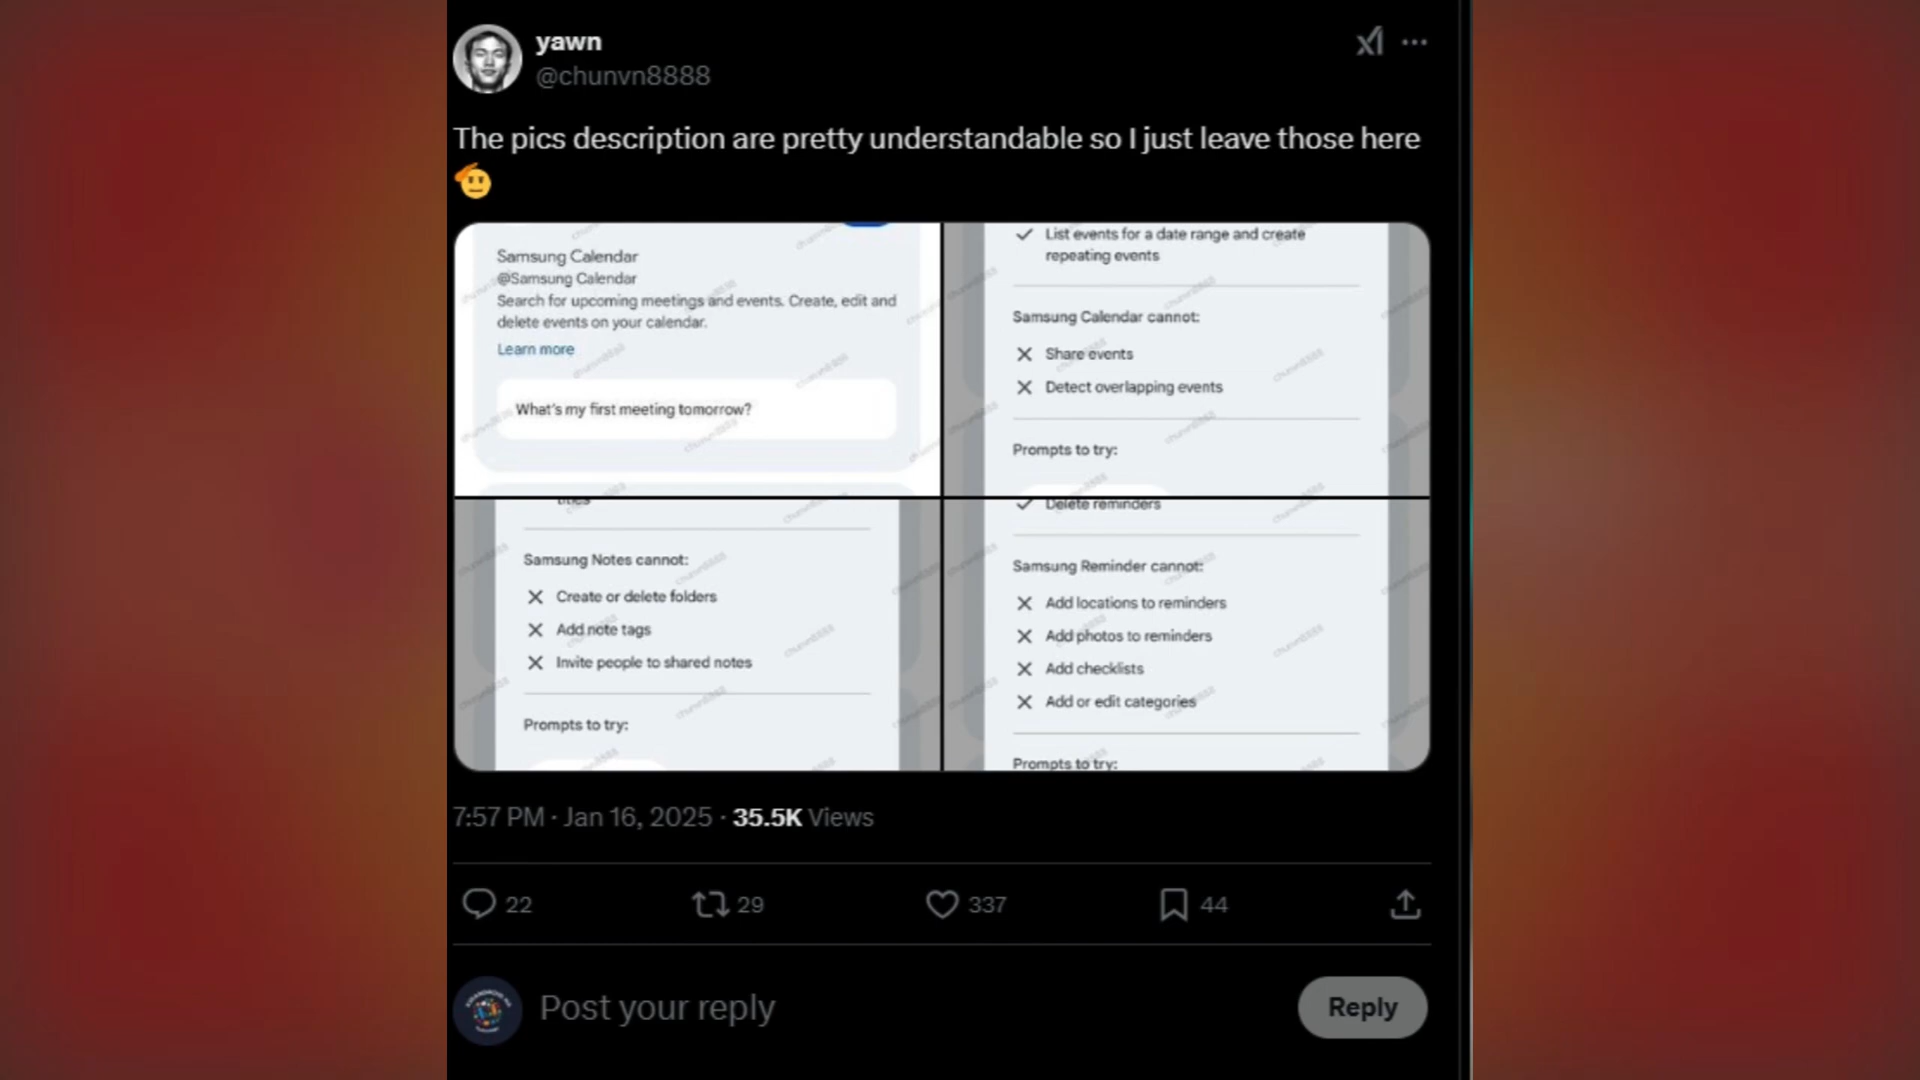 yawn
@chunvn8888
The pics description are pretty understandable so I just leave those here
Samsung Calendar
@Samsung Calendar
Search for upcoming meetings and events. Create, edit and
delete events on your calendar.
Learn more
What's my first meeting tomorrow?
List events for a date range and create
repeating events
Samsung Calendar cannot:
Share events
Detect overlapping events
Prompts to try:
titles
Samsung Notes cannot:
Create or delete folders
Add note tags
Invite people to shared notes
Prompts to try:
Delete reminders
Samsung Reminder cannot:
Add locations to reminders
Add photos to reminders
Add checklists
Add or edit categories
Prompts to try:
chunvn8888
7:57 PM · Jan 16, 2025 · 35.5K Views
22 29 337 44
Post your reply
Reply